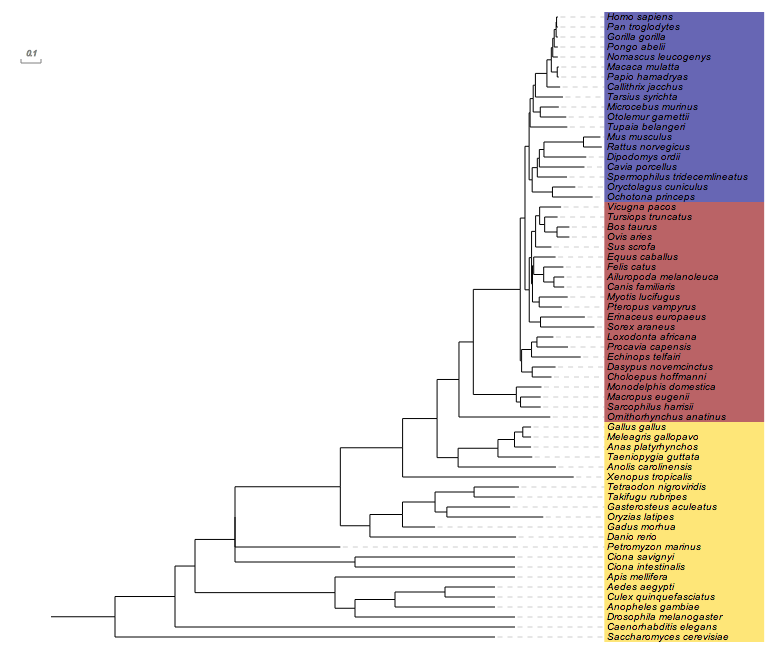 0.1
Homo sapiens
Pan troglodytes
Gorilla gorilla
Pongo abelii
Nomascus leucogenys
Macaca mulatta
Papio hamadryas
Callithrix jacchus
Tarsius syrichta
Microcebus murinus
Otolemur garnettii
Tupaia belangeri
Mus musculus
Rattus norvegicus
Dipodomys ordii
Cavia porcellus
Spermophilus tridecemlineatus
Oryctolagus cuniculus
Ochotona princeps
Vicugna pacos
Tursiops truncatus
Bos taurus
Ovis aries
Sus scrofa
Equus caballus
Felis catus
Ailuropoda melanoleuca
Canis familiaris
Myotis lucifugus
Pteropus vampyrus
Erinaceus europaeus
Sorex araneus
Loxodonta africana
Procavia capensis
Echinops telfairi
Dasypus novemcinctus
Choloepus hoffmanni
Monodelphis domestica
Macropus eugenii
Sarcophilus harrisii
Ornithorhynchus anatinus
Gallus gallus
Meleagris gallopavo
Anas platyrhynchos
Taeniopygia guttata
Anolis carolinensis
Xenopus tropicalis
Tetraodon nigroviridis
Takifugu rubripes
Gasterosteus aculeatus
Oryzias latipes
Gadus morhua
Danio rerio
Petromyzon marinus
Ciona savignyi
Ciona intestinalis
Apis mellifera
Aedes aegypti
Culex quinquefasciatus
Anopheles gambiae
Drosophila melanogaster
Caenorhabditis elegans
Saccharomyces cerevisiae